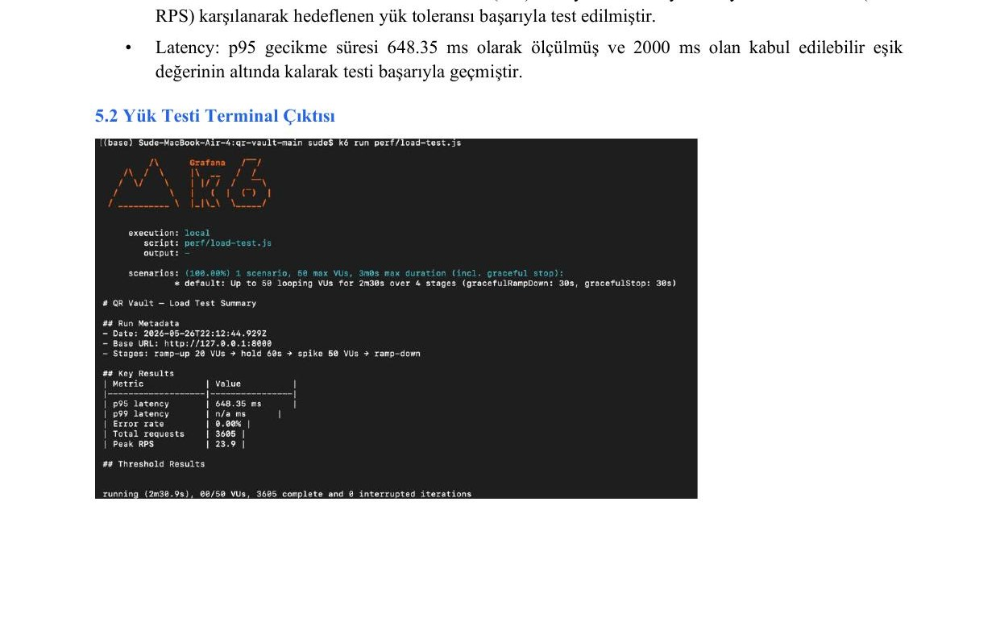 RPS) karşılanarak hedeflenen yük toleransı başarıyla test edilmiştir.
• Latency: p95 gecikme süresi 648.35 ms olarak ölçülmüş ve 2000 ms olan kabul edilebilir eşik
değerinin altında kalarak testi başarıyla geçmiştir.
5.2 Yük Testi Terminal Çıktısı
[(base) Sude-MacBook-Air-4:qr-vault-main sude$ k6 run perf/load-test.js
Grafana
execution: local
script: perf/load-test.js
output: -
scenarios: (100.00%) 1 scenario, 50 max VUs, 3m0s max duration (incl. graceful stop):
* default: Up to 50 looping VUs for 2m30s over 4 stages (gracefulRampDown: 30s, gracefulStop: 30s)
# QR Vault — Load Test Summary
## Run Metadata
- Date: 2026-05-26T22:12:44.929Z
- Base URL: http://127.0.0.1:8000
- Stages: ramp-up 20 VUs → hold 60s → spike 50 VUs → ramp-down
## Key Results
| Metric | Value |
|-------------------|----------------|
| p95 latency | 648.35 ms |
| p99 latency | n/a ms |
| Error rate | 0.00% |
| Total requests | 3605 |
| Peak RPS | 23.9 |
## Threshold Results
running (2m30.9s), 00/50 VUs, 3605 complete and 0 interrupted iterations